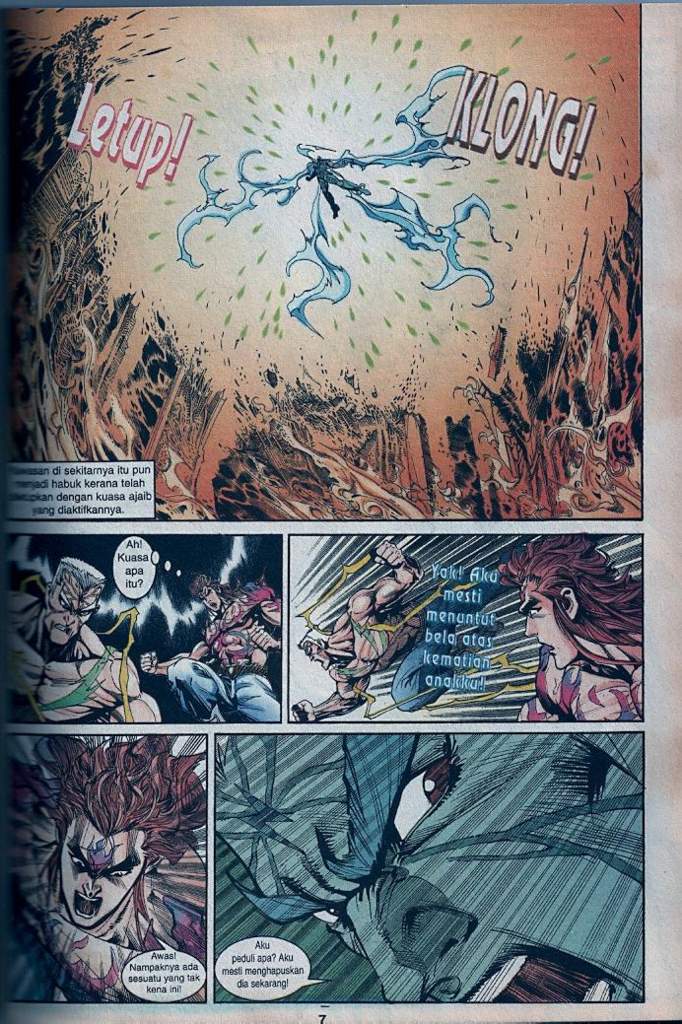 Letup!
KLONG!
di sekitarnya itu pun
menjadi habuk kerana telah
dengan kuasa ajaib
yang diaktifkannya.
Ah!
Kuasa
apa
itu?
Yak! Aku
mesti
menuntut
bela atas
kematian
anakku!
Awas!
Nampaknya ada
sesuatu yang tak
kena ini!
Aku
peduli apa? Aku
mesti menghapuskan
dia sekarang!
7